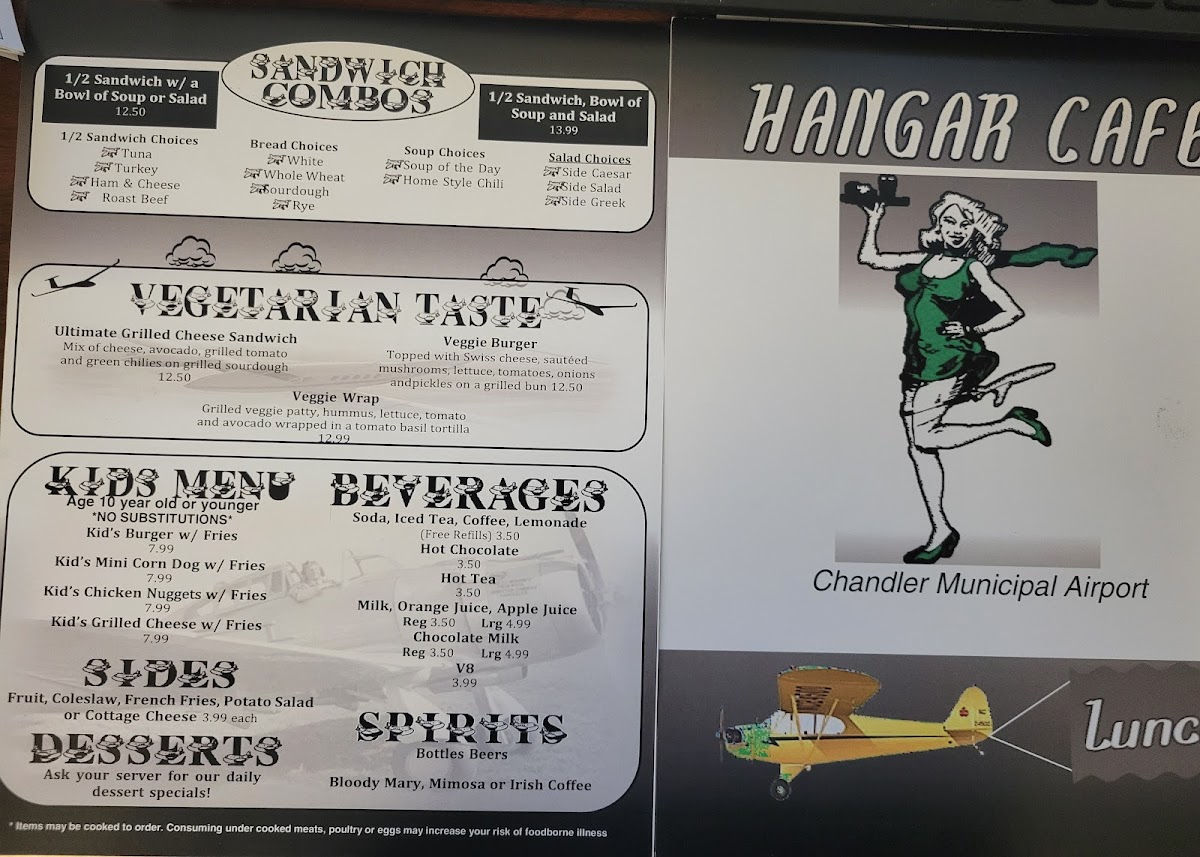 SANDWICH
COMBOS
1/2 Sandwich w/ a
Bowl of Soup or Salad
12.50
1/2 Sandwich, Bowl of
Soup and Salad
13.99
1/2 Sandwich Choices
Tuna
Turkey
Ham & Cheese
Roast Beef
Bread Choices
White
Whole Wheat
Sourdough
Rye
Soup Choices
Soup of the Day
Home Style Chili
Salad Choices
Side Caesar
Side Salad
Side Greek
VEGETARIAN TASTE
Ultimate Grilled Cheese Sandwich
Mix of cheese, avocado, grilled tomato
and green chilies on grilled sourdough
12.50
Veggie Burger
Topped with Swiss cheese, sautéed
mushrooms, lettuce, tomatoes, onions
andpickles on a grilled bun 12.50
Veggie Wrap
Grilled veggie patty, hummus, lettuce, tomato
and avocado wrapped in a tomato basil tortilla
12.99
KIDS MENU
Age 10 year old or younger
*NO SUBSTITUTIONS*
Kid's Burger w/ Fries
7.99
Kid's Mini Corn Dog w/ Fries
7.99
Kid's Chicken Nuggets w/ Fries
7.99
Kid's Grilled Cheese w/ Fries
7.99
SIDES
Fruit, Coleslaw, French Fries, Potato Salad
or Cottage Cheese 3.99 each
DESSERTS
Ask your server for our daily
dessert specials!
BEVERAGES
Soda, Iced Tea, Coffee, Lemonade
(Free Refills) 3.50
Hot Chocolate
3.50
Hot Tea
3.50
Milk, Orange Juice, Apple Juice
Reg 3.50 Lrg 4.99
Chocolate Milk
Reg 3.50 Lrg 4.99
V8
3.99
SPIRITS
Bottles Beers
Bloody Mary, Mimosa or Irish Coffee
* Items may be cooked to order. Consuming under cooked meats, poultry or eggs may increase your risk of foodborne illness
HANGAR CAFE
Chandler Municipal Airport
Lunc